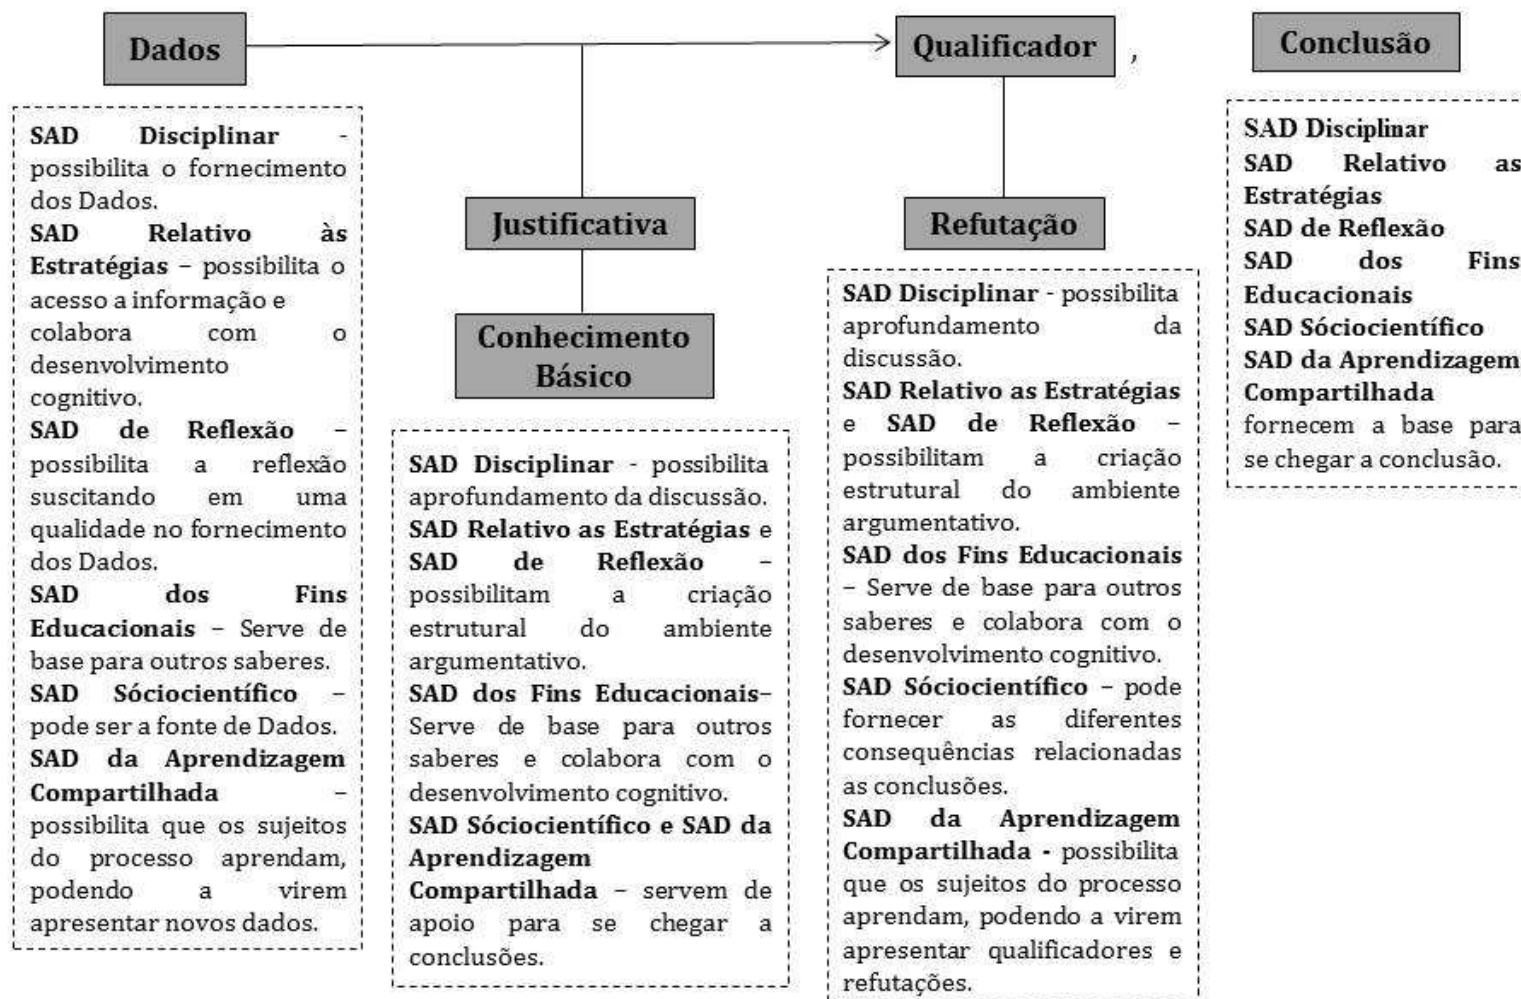 Dados
Qualificador
,
Conclusão
SAD Disciplinar -
possibilita o fornecimento
dos Dados.
SAD Relativo às
Estratégias – possibilita o
acesso a informação e
colabora com o
desenvolvimento
cognitivo.
SAD de Reflexão –
possibilita a reflexão
suscitando em uma
qualidade no fornecimento
dos Dados.
SAD dos Fins
Educacionais – Serve de
base para outros saberes.
SAD Sóciocientífico –
pode ser a fonte de Dados.
SAD da Aprendizagem
Compartilhada –
possibilita que os sujeitos
do processo aprendam,
podendo a virem
apresentar novos dados.
Justificativa
Conhecimento
Básico
SAD Disciplinar - possibilita
aprofundamento da discussão.
SAD Relativo as Estratégias e
SAD de Reflexão –
possibilitam a criação
estrutural do ambiente
argumentativo.
SAD dos Fins Educacionais–
Serve de base para outros
saberes e colabora com o
desenvolvimento cognitivo.
SAD Sóciocientífico e SAD da
Aprendizagem
Compartilhada – servem de
apoio para se chegar a
conclusões.
Refutação
SAD Disciplinar - possibilita
aprofundamento da
discussão.
SAD Relativo as Estratégias
e SAD de Reflexão –
possibilitam a criação
estrutural do ambiente
argumentativo.
SAD dos Fins Educacionais
– Serve de base para outros
saberes e colabora com o
desenvolvimento cognitivo.
SAD Sóciocientífico – pode
fornecer as diferentes
consequências relacionadas
as conclusões.
SAD da Aprendizagem
Compartilhada - possibilita
que os sujeitos do processo
aprendam, podendo a virem
apresentar qualificadores e
refutações.
SAD Disciplinar
SAD Relativo as
Estratégias
SAD de Reflexão
SAD dos Fins
Educacionais
SAD Sóciocientífico
SAD da Aprendizagem
Compartilhada
fornecem a base para
se chegar a conclusão.